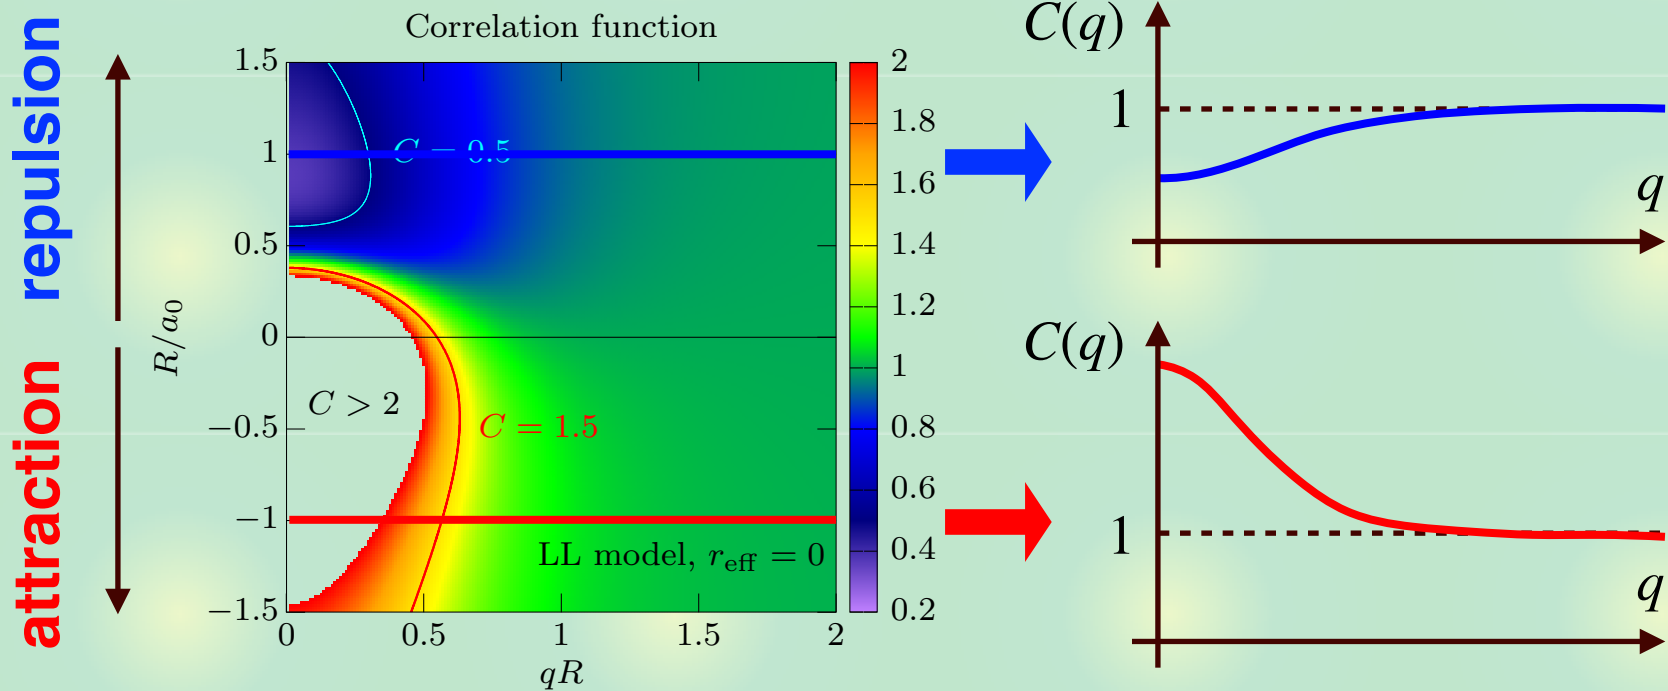 repulsion
attraction
Correlation function
1.5
1
0.5
0
−0.5
−1
−1.5
R/a₀
0
0.5
1
1.5
2
qR
C = 0.5
C > 2
C = 1.5
LL model, r_eff = 0
2
1.8
1.6
1.4
1.2
1
0.8
0.6
0.4
0.2
C(q)
1
q
C(q)
1
q